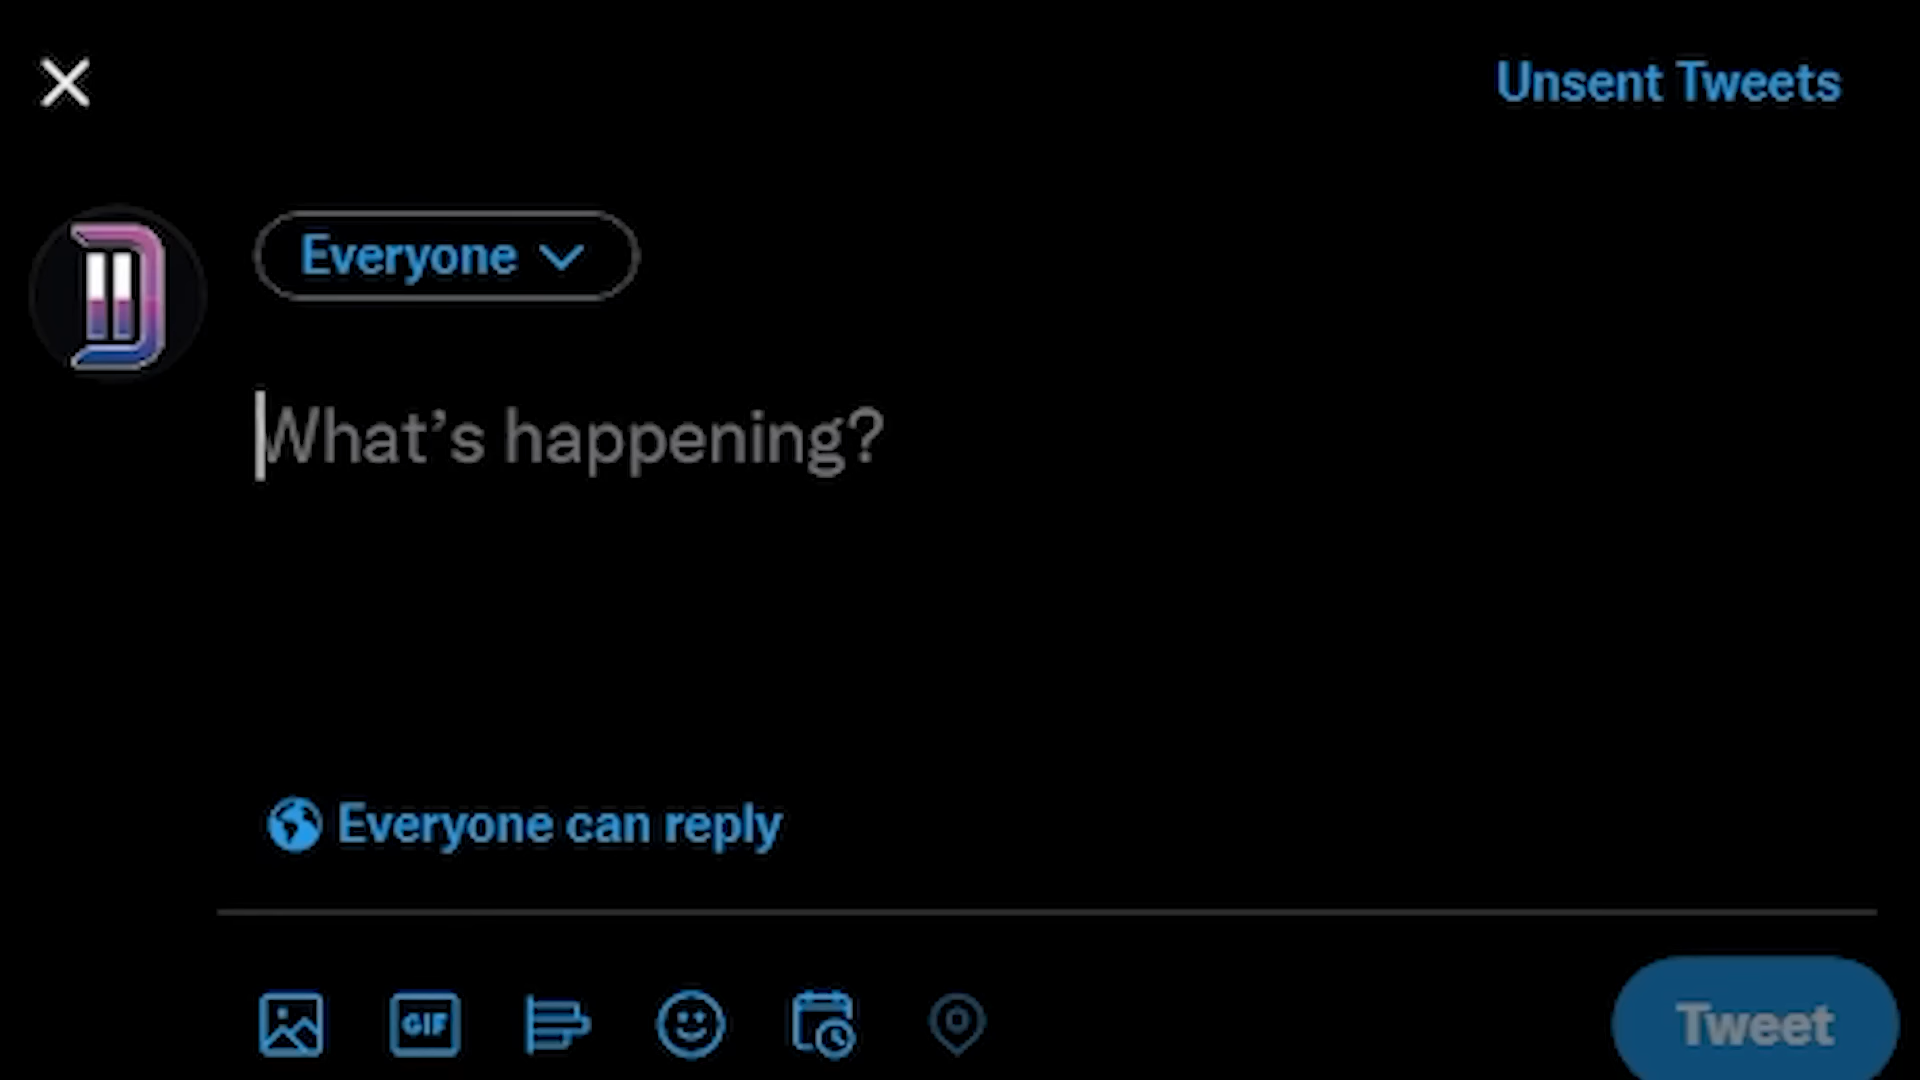 Unsent Tweets
Everyone
What’s happening?
Everyone can reply
GIF
Tweet